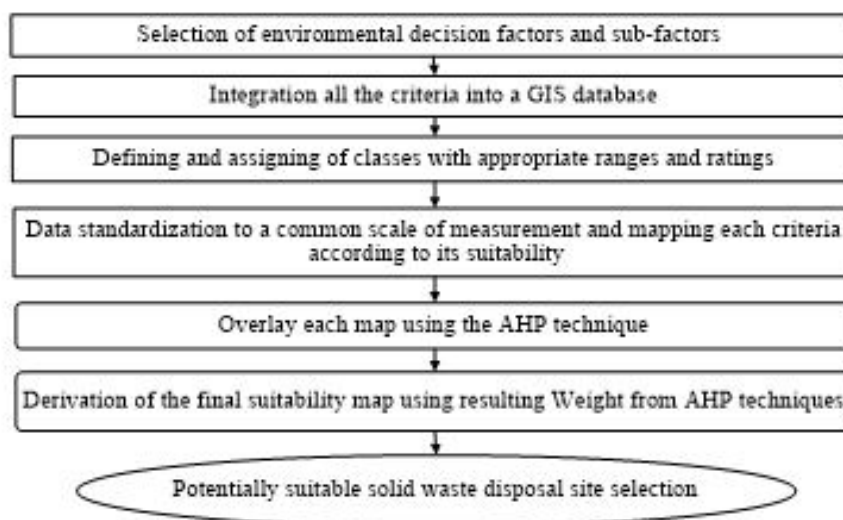 Selection of environmental decision factors and sub-factors
Integration all the criteria into a GIS database
Defining and assigning of classes with appropriate ranges and ratings
Data standardization to a common scale of measurement and mapping each criteria
according to its suitability
Overlay each map using the AHP technique
Derivation of the final suitability map using resulting Weight from AHP techniques
Potentially suitable solid waste disposal site selection